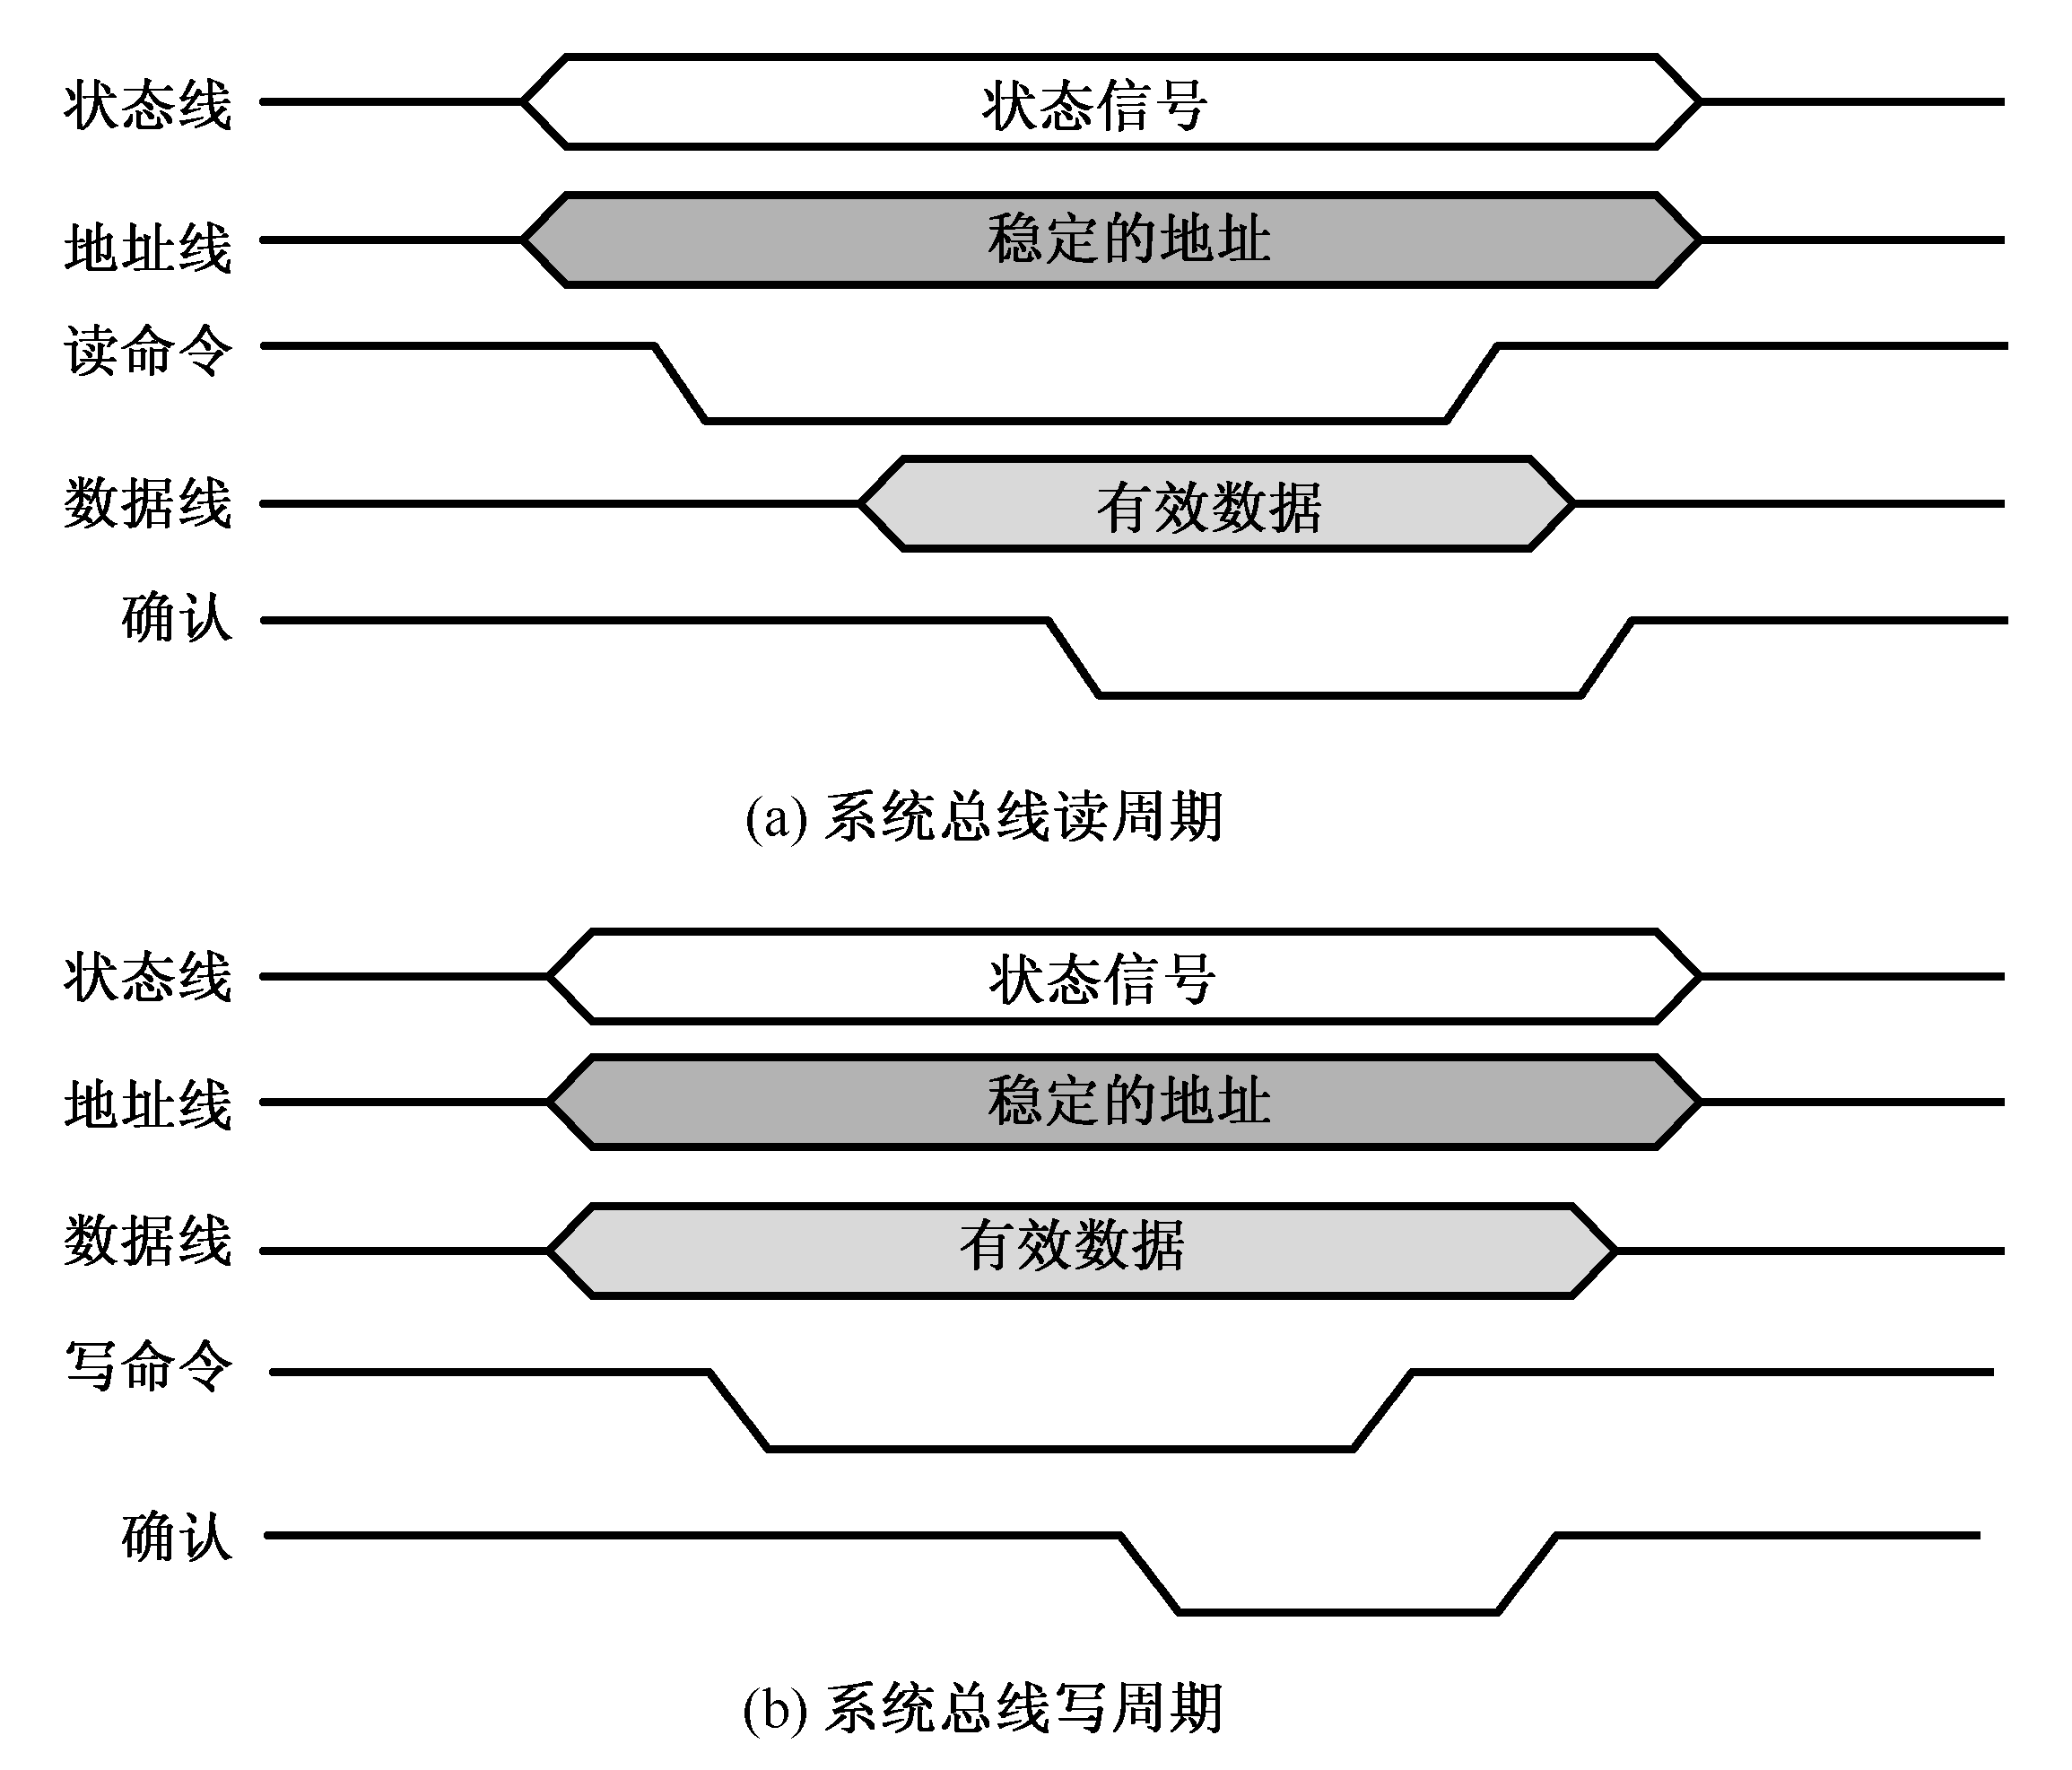 状态线
状态信号
地址线
稳定的地址
读命令
数据线
有效数据
确认
(a) 系统总线读周期
状态线
状态信号
地址线
稳定的地址
数据线
有效数据
写命令
确认
(b) 系统总线写周期